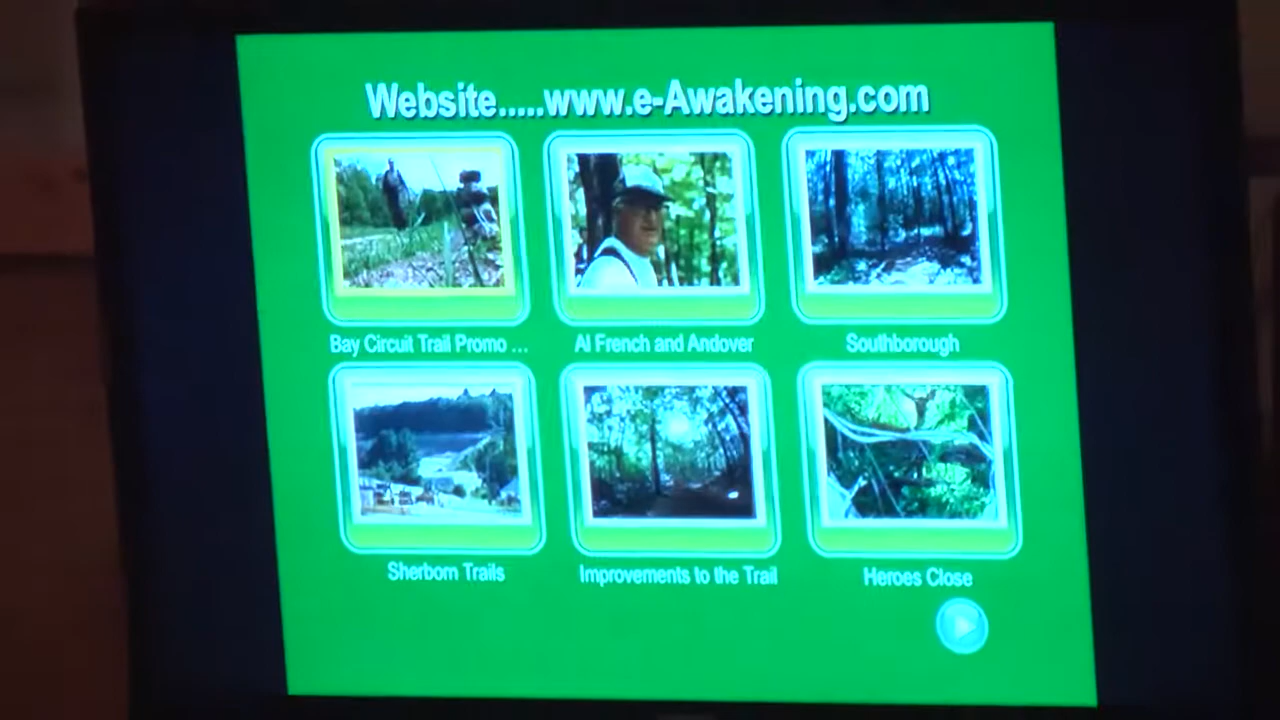 Website.....www.e-Awakening.com
Bay Circuit Trail Promo ...
Al French and Andover
Southborough
Sherborn Trails
Improvements to the Trail
Heroes Close